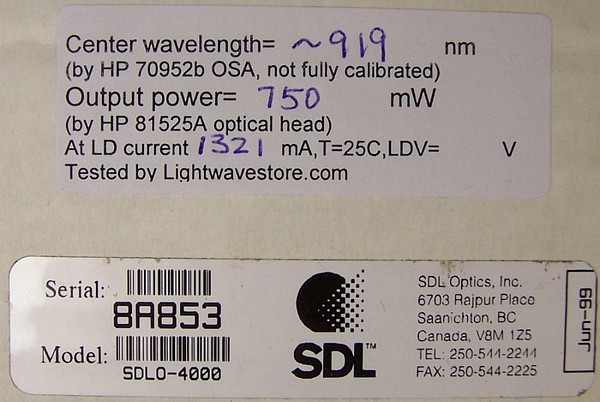 Center wavelength= ~919 nm
(by HP 70952b OSA, not fully calibrated)
Output power= 750 mW
(by HP 81525A optical head)
At LD current 1321 mA,T=25C,LDV= V
Tested by Lightwavestore.com
Serial:
8A853
Model:
SDLO-4000
SDL™
SDL Optics, Inc.
6703 Rajpur Place
Saanichton, BC
Canada, V8M 1Z5
TEL: 250-544-2244
FAX: 250-544-2225
Jun-99